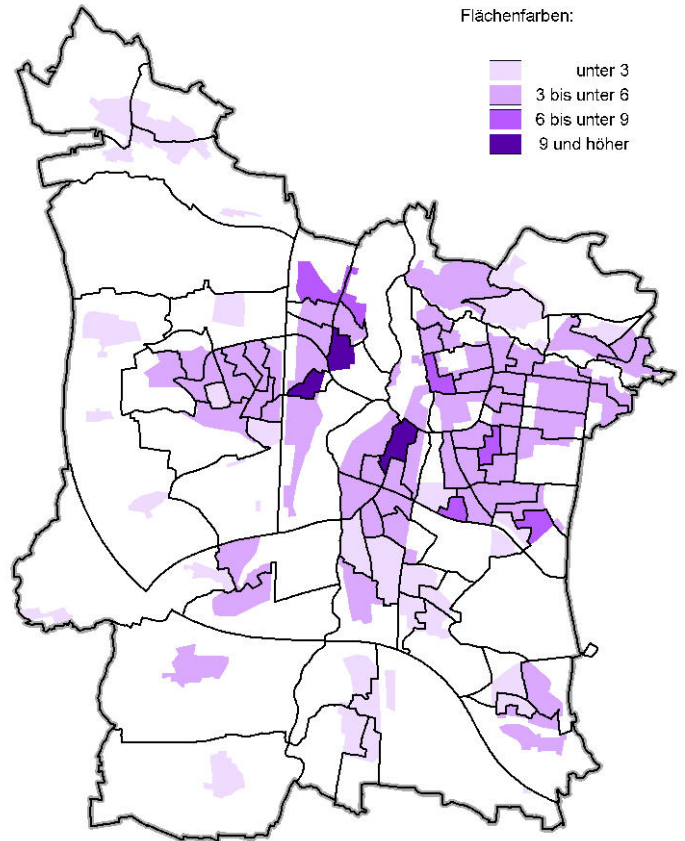 Flächenfarben:
unter 3
3 bis unter 6
6 bis unter 9
9 und höher